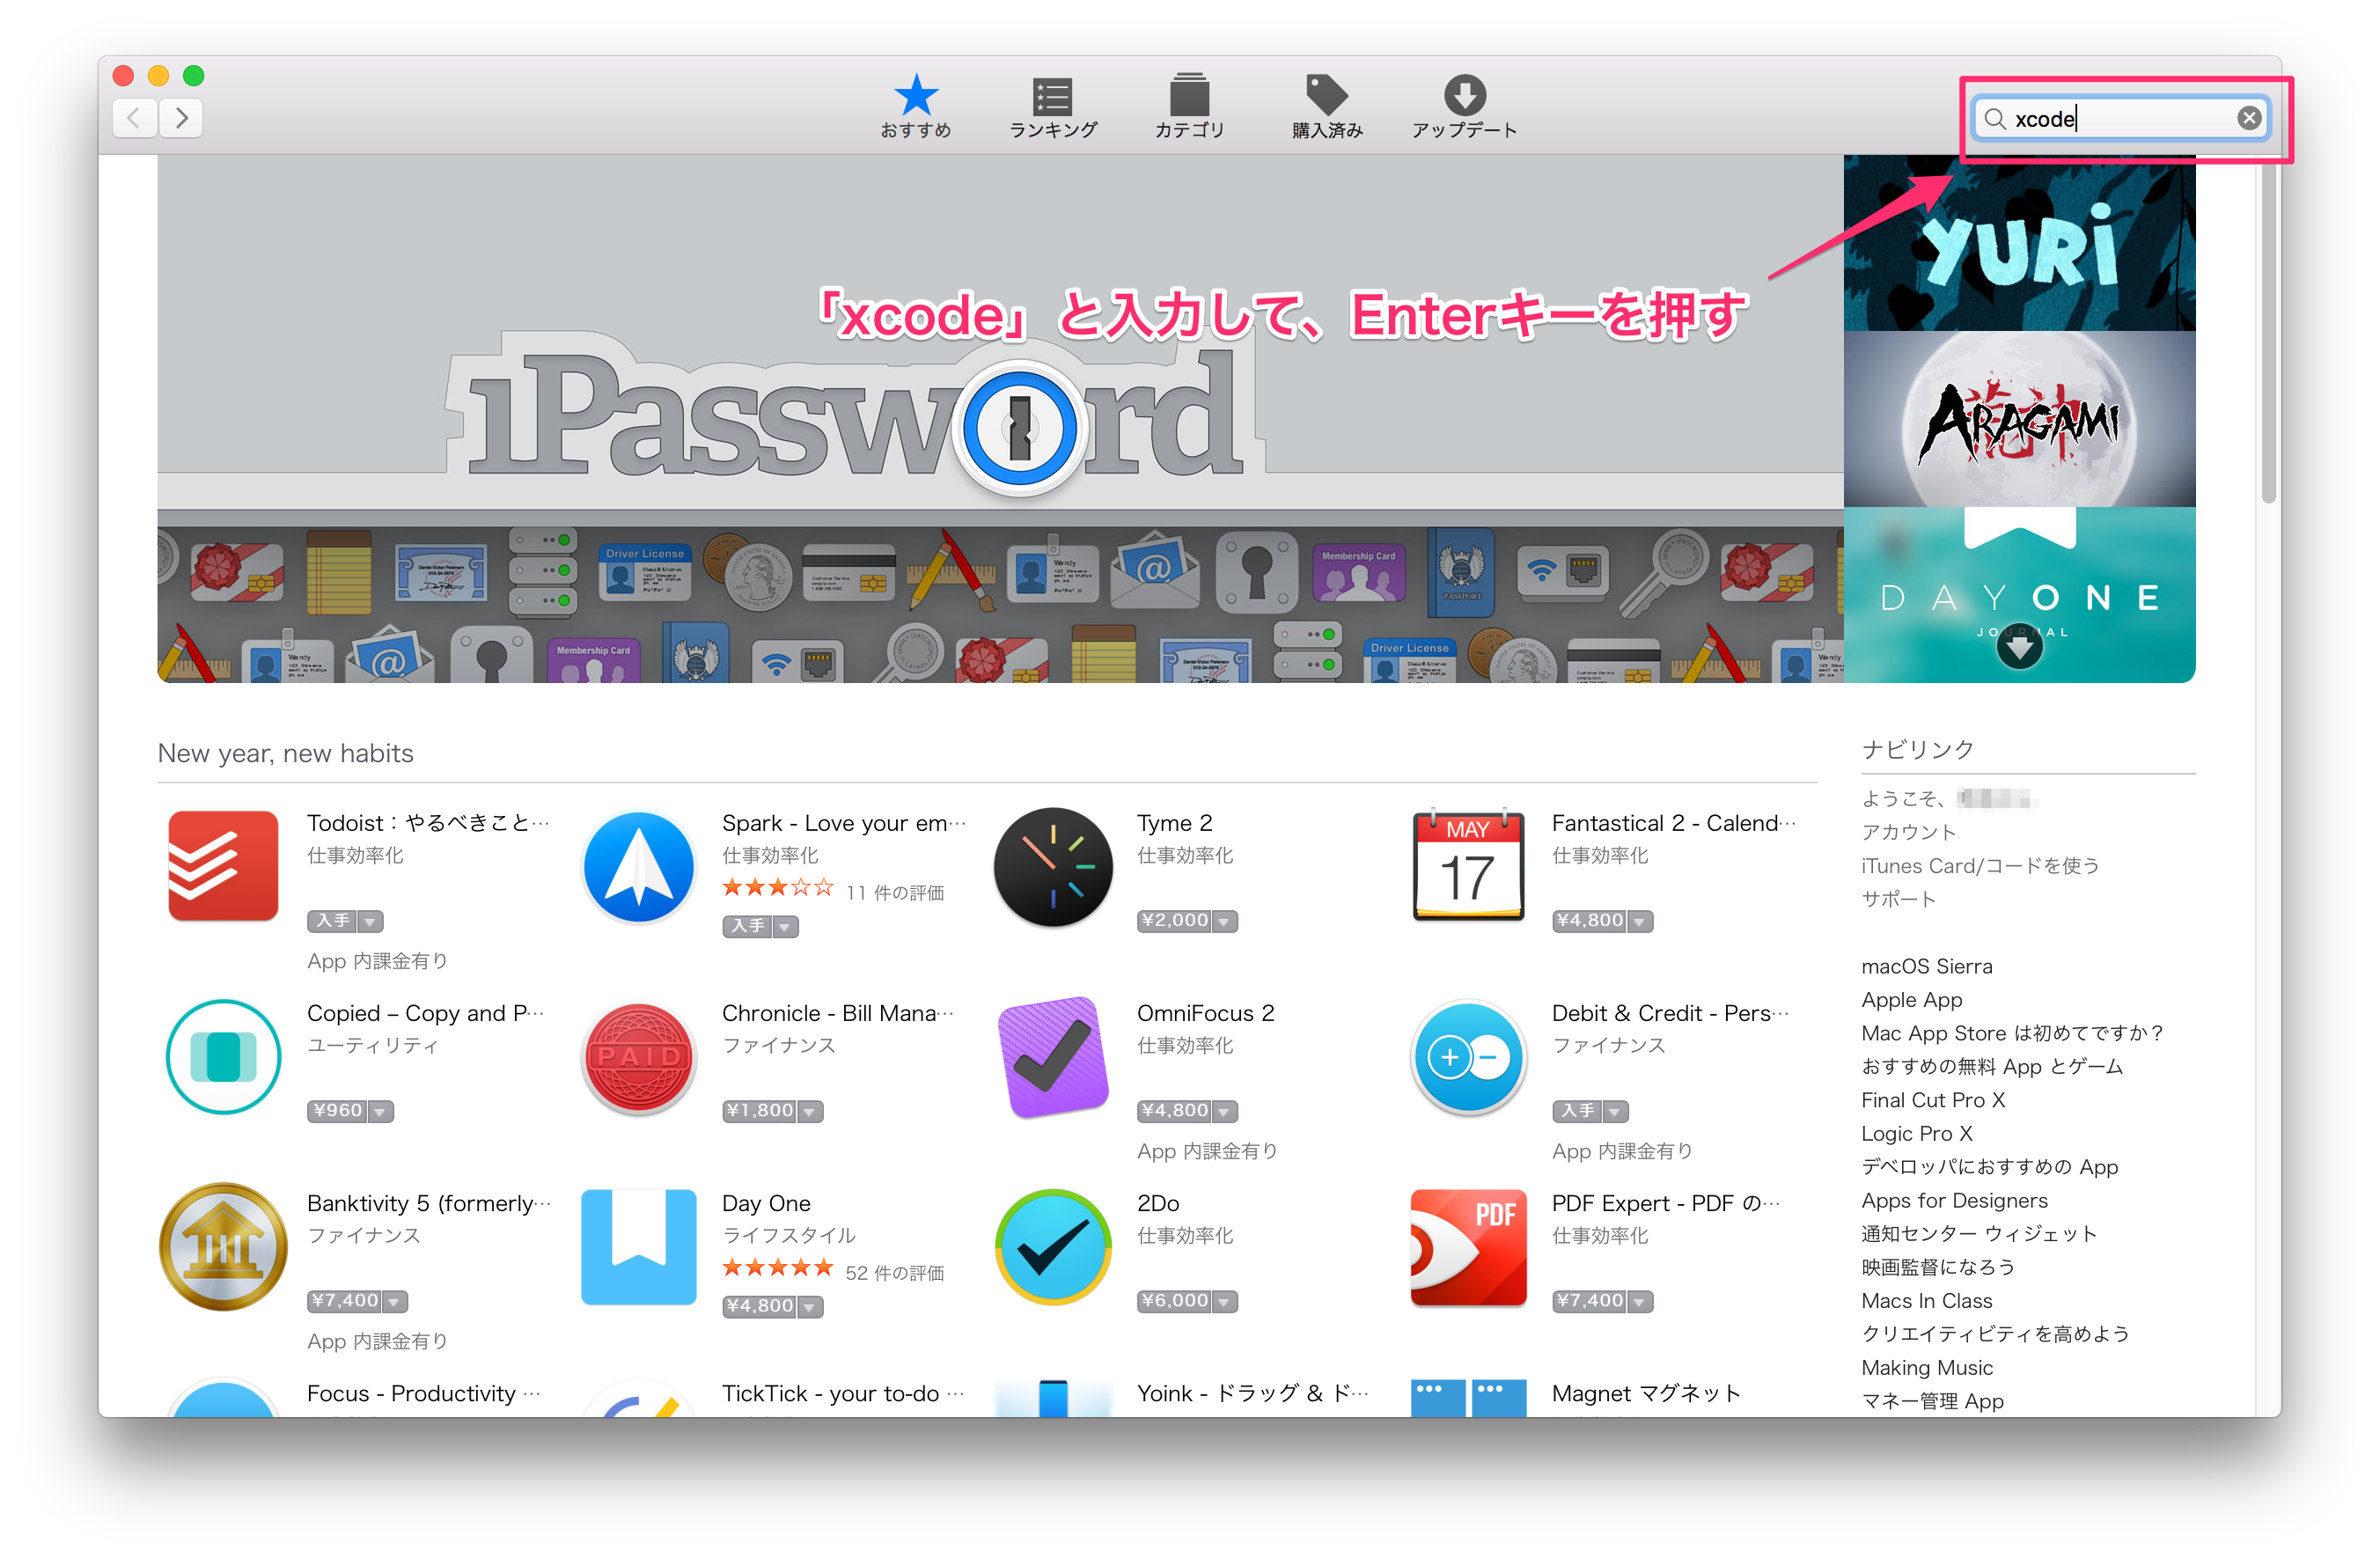 おすすめ
ランキング
カテゴリ
購入済み
アップデート
xcode
「xcode」と入力して、Enterキーを押す
1Password
YURi
ARAGAMI
DAY ONE
JOURNAL
Driver License
Membership Card
Wendy
PASSPORT
New year, new habits
Todoist：やるべきこと…
仕事効率化
入手
App 内課金有り
Spark - Love your em…
仕事効率化
11 件の評価
入手
Tyme 2
仕事効率化
¥2,000
MAY
17
Fantastical 2 - Calend…
仕事効率化
¥4,800
Copied – Copy and P…
ユーティリティ
¥960
PAID
Chronicle - Bill Mana…
ファイナンス
¥1,800
OmniFocus 2
仕事効率化
¥4,800
App 内課金有り
Debit & Credit - Pers…
ファイナンス
入手
App 内課金有り
Banktivity 5 (formerly…
ファイナンス
¥7,400
App 内課金有り
Day One
ライフスタイル
52 件の評価
¥4,800
2Do
仕事効率化
¥6,000
PDF
PDF Expert - PDF の…
仕事効率化
¥7,400
Focus - Productivity …
TickTick - your to-do …
Yoink - ドラッグ & ド…
Magnet マグネット
ナビリンク
ようこそ、
アカウント
iTunes Card/コードを使う
サポート
macOS Sierra
Apple App
Mac App Store は初めてですか？
おすすめの無料 App とゲーム
Final Cut Pro X
Logic Pro X
デベロッパにおすすめの App
Apps for Designers
通知センター ウィジェット
映画監督になろう
Macs In Class
クリエイティビティを高めよう
Making Music
マネー管理 App